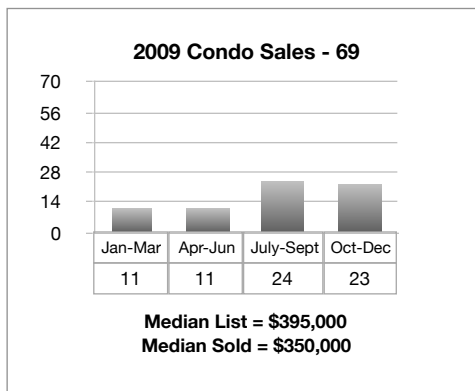 2009 Condo Sales - 69
70
56
42
28
14
0
Jan-Mar Apr-Jun July-Sept Oct-Dec
11 11 24 23
Median List = $395,000
Median Sold = $350,000